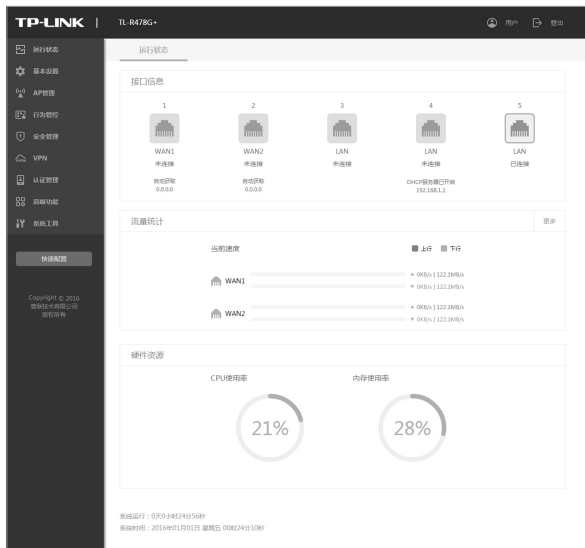 TP-LINK | TL-R478G+ 用户 登出
运行状态
基本设置
AP管理
行为管控
安全管理
VPN
认证管理
高级功能
系统工具
快速配置
Copyright © 2016
普联技术有限公司
版权所有
运行状态
接口信息
1 2 3 4 5
WAN1 WAN2 LAN LAN LAN
未连接 未连接 未连接 未连接 已连接
自动获取 自动获取 DHCP服务器已开启
0.0.0.0 0.0.0.0 192.168.1.1
流量统计 更多
当前速度 上行 下行
WAN1 0KB/s | 122.1MB/s
0KB/s | 122.1MB/s
WAN2 0KB/s | 122.1MB/s
0KB/s | 122.1MB/s
硬件资源
CPU使用率 内存使用率
21% 28%
系统运行：0天0小时24分56秒
系统时间：2016年01月01日 星期五 00时24分10秒